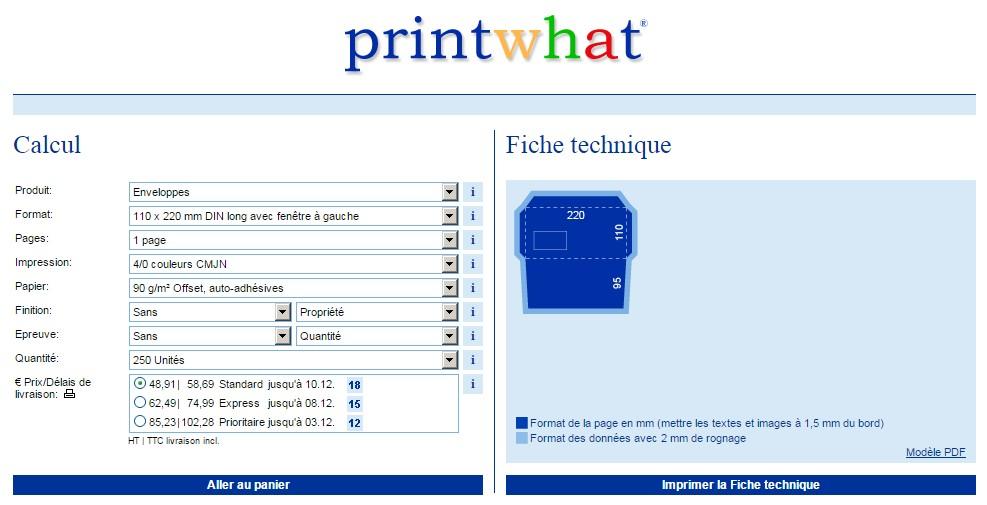 printwhat®
Calcul
Produit: Enveloppes i
Format: 110 x 220 mm DIN long avec fenêtre à gauche i
Pages: 1 page i
Impression: 4/0 couleurs CMJN i
Papier: 90 g/m² Offset, auto-adhésives i
Finition: Sans Propriété i
Epreuve: Sans Quantité i
Quantité: 250 Unités i
€ Prix/Délais de
livraison:
48,91| 58,69 Standard jusqu'à 10.12. 18 i
62,49| 74,99 Express jusqu'à 08.12. 15
85,23|102,28 Prioritaire jusqu'à 03.12. 12
HT | TTC livraison incl.
Aller au panier
Fiche technique
220
110
95
Format de la page en mm (mettre les textes et images à 1,5 mm du bord)
Format des données avec 2 mm de rognage
Modèle PDF
Imprimer la Fiche technique